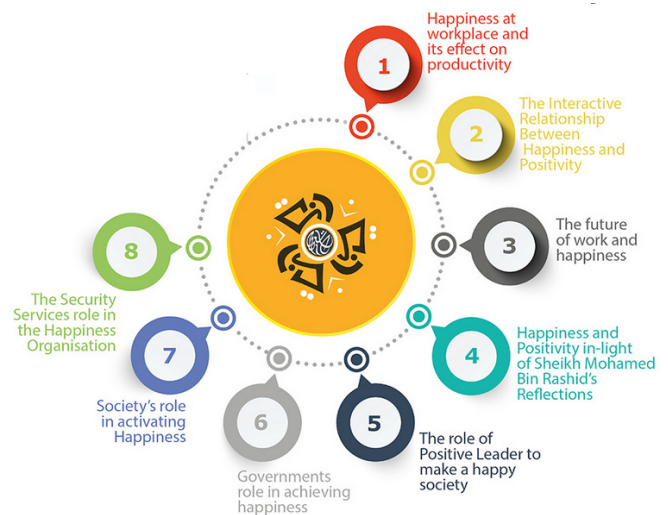 1
Happiness at
workplace and
its effect on
productivity
2
The Interactive
Relationship
Between
Happiness and
Positivity
3
The future
of work and
happiness
4
Happiness and
Positivity in-light
of Sheikh Mohamed
Bin Rashid's
Reflections
5
The role of
Positive Leader to
make a happy
society
6
Governments
role in achieving
happiness
7
Society's role
in activating
Happiness
8
The Security
Services role in
the Happiness
Organisation